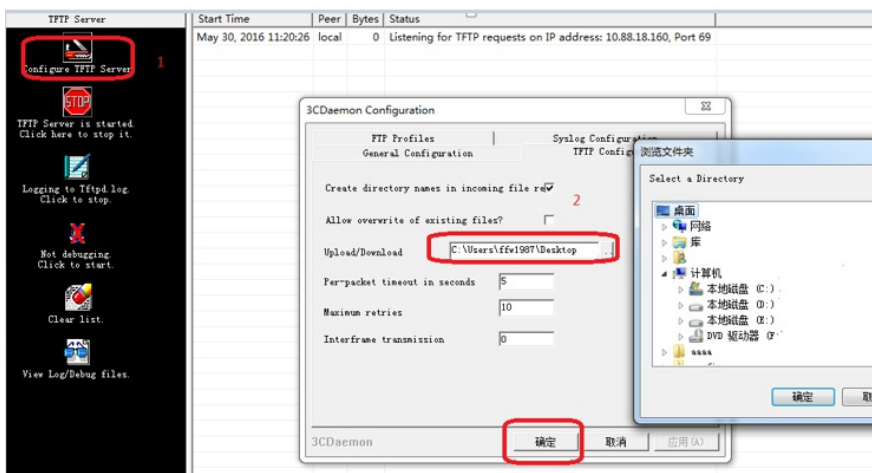 TFTP Server
Start Time Peer Bytes Status
May 30, 2016 11:20:26 local 0 Listening for TFTP requests on IP address: 10.88.18.160, Port 69
Configure TFTP Server
1
STOP
TFTP Server is started.
Click here to stop it.
Logging to Tftpd.log.
Click to stop.
Not debugging.
Click to start.
Clear list.
View Log/Debug files.
3CDaemon Configuration
FTP Profiles
Syslog Configuration
General Configuration
TFTP Config
Create directory names in incoming file re
2
Allow overwrite of existing files?
Upload/Download
C:\Users\ffw1987\Desktop
..
Per-packet timeout in seconds
5
Maximum retries
10
Interframe transmission
0
3CDaemon
确定
取消
应用(A)
浏览文件夹
Select a Directory
桌面
网络
库
计算机
本地磁盘 (C:)
本地磁盘 (D:)
本地磁盘 (E:)
DVD 驱动器 (F
aaaa
确定